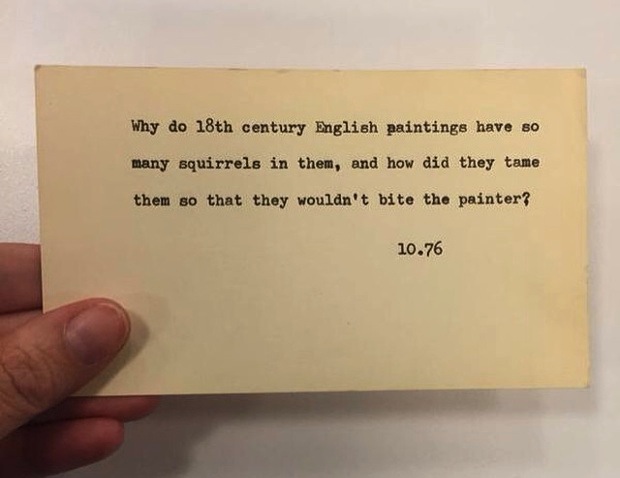 Why do 18th century English paintings have so
many squirrels in them, and how did they tame
them so that they wouldn't bite the painter?
10.76